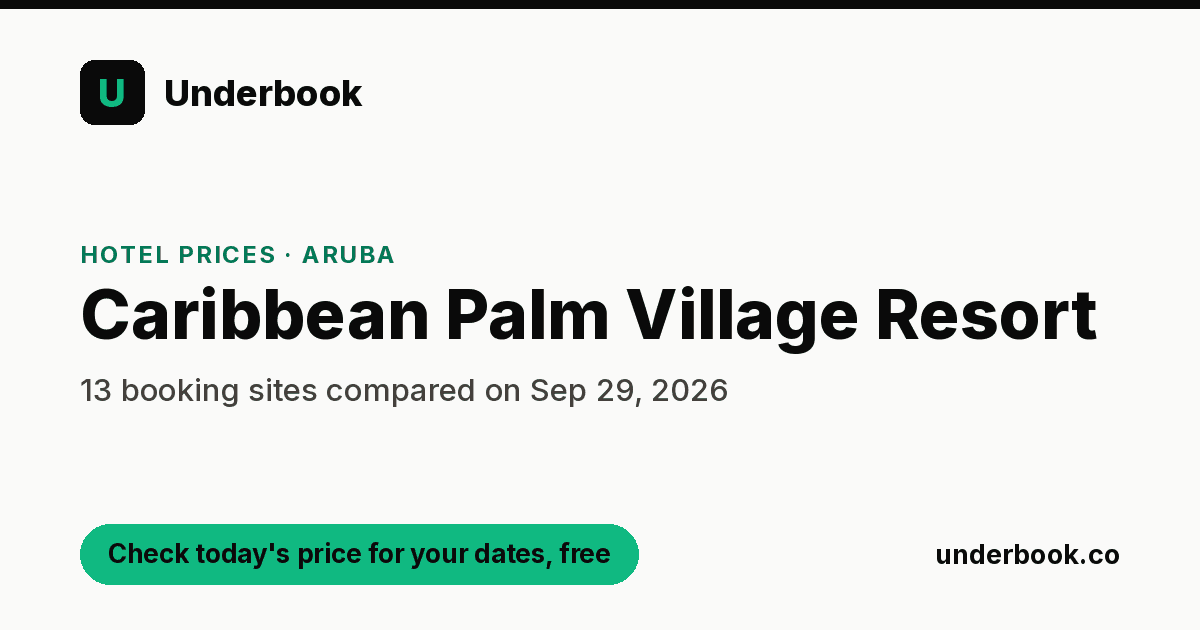 U Underbook
HOTEL PRICES · ARUBA
Caribbean Palm Village Resort
13 booking sites compared on Sep 29, 2026
Check today's price for your dates, free
underbook.co